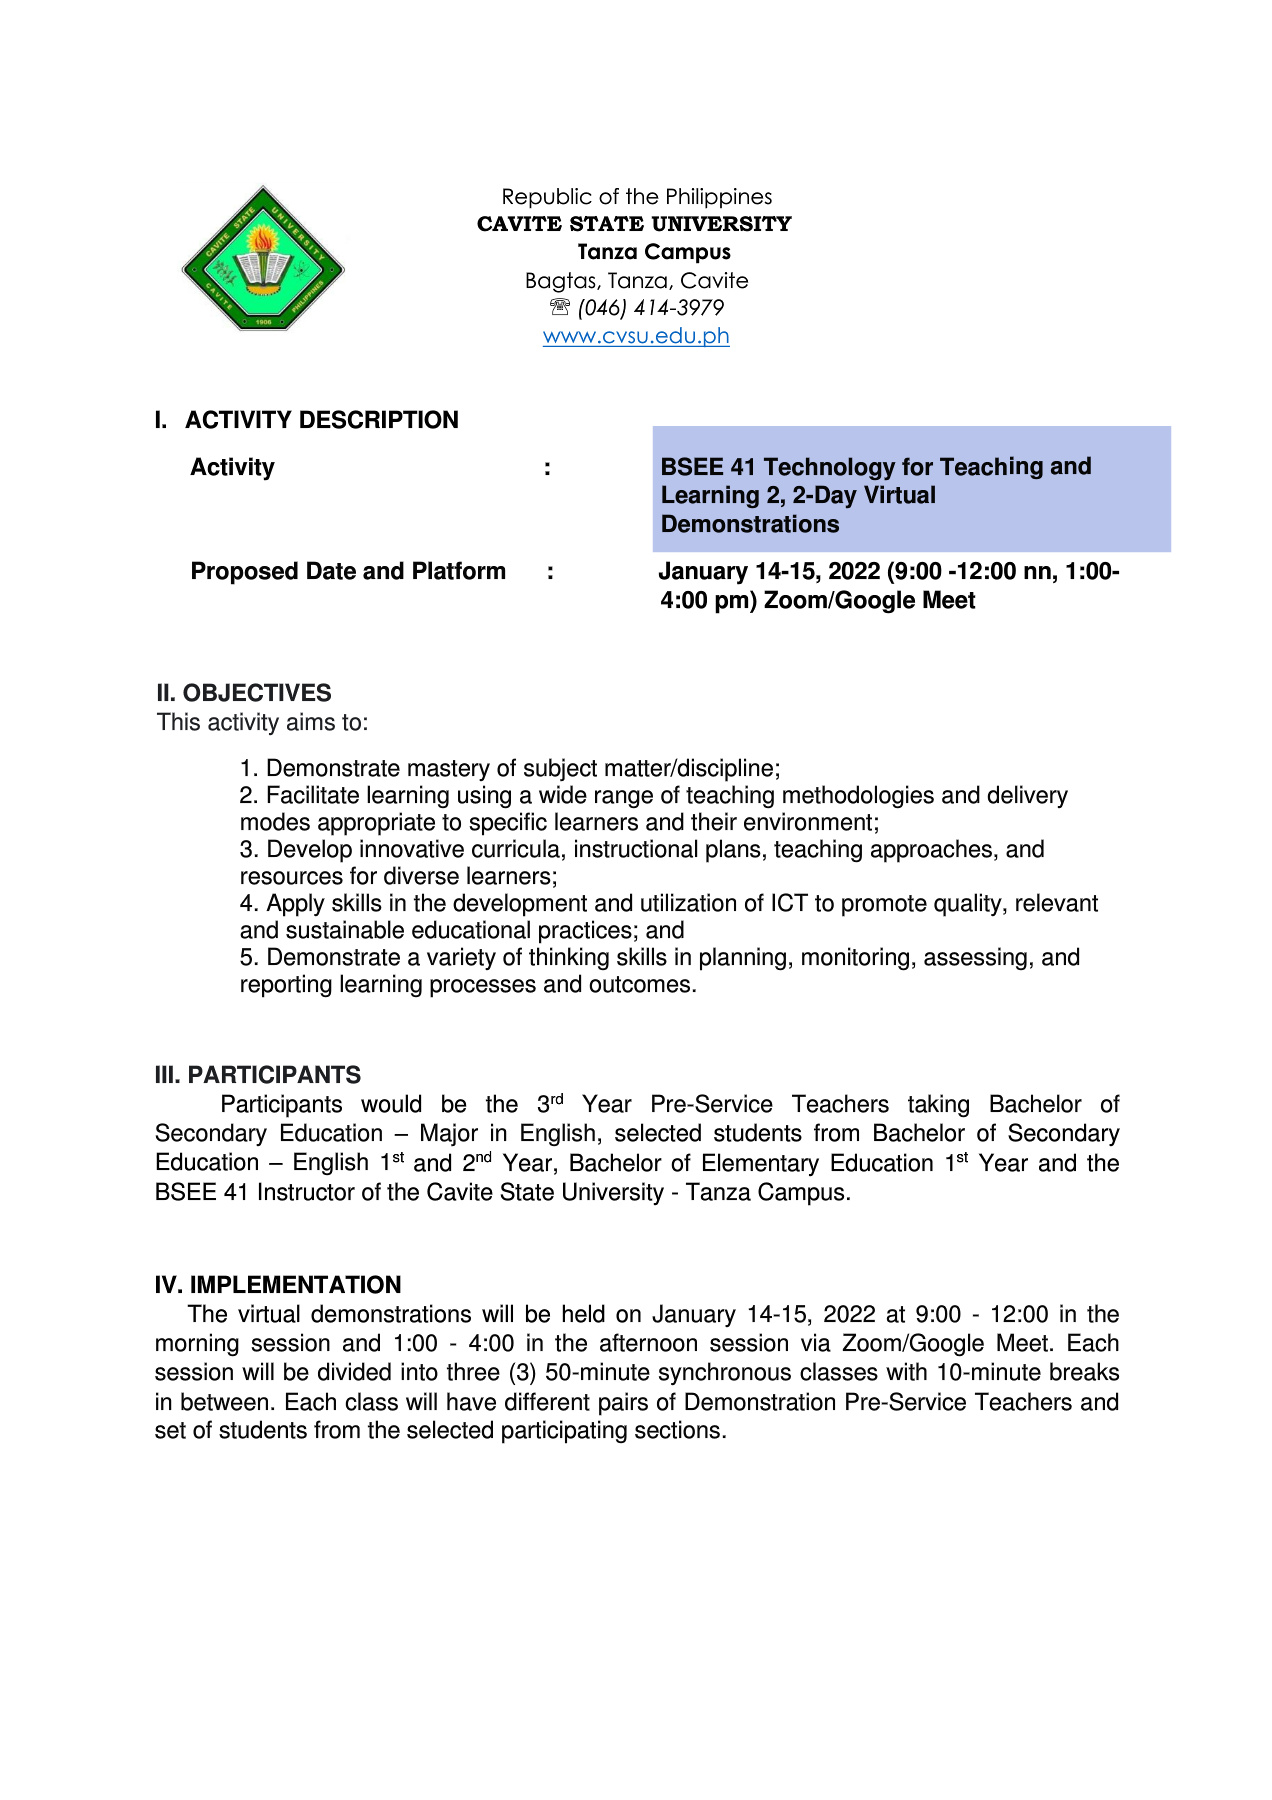 Republic of the Philippines
CAVITE STATE UNIVERSITY
Tanza Campus
Bagtas, Tanza, Cavite
☏ (046) 414-3979
www.cvsu.edu.ph
CAVITE STATE UNIVERSITY
CAVITE PHILIPPINES
1906
I. ACTIVITY DESCRIPTION
Activity : BSEE 41 Technology for Teaching and
Learning 2, 2-Day Virtual
Demonstrations
Proposed Date and Platform : January 14-15, 2022 (9:00 -12:00 nn, 1:00-
4:00 pm) Zoom/Google Meet
II. OBJECTIVES
This activity aims to:
1. Demonstrate mastery of subject matter/discipline;
2. Facilitate learning using a wide range of teaching methodologies and delivery
modes appropriate to specific learners and their environment;
3. Develop innovative curricula, instructional plans, teaching approaches, and
resources for diverse learners;
4. Apply skills in the development and utilization of ICT to promote quality, relevant
and sustainable educational practices; and
5. Demonstrate a variety of thinking skills in planning, monitoring, assessing, and
reporting learning processes and outcomes.
III. PARTICIPANTS
Participants would be the 3rd Year Pre-Service Teachers taking Bachelor of
Secondary Education – Major in English, selected students from Bachelor of Secondary
Education – English 1st and 2nd Year, Bachelor of Elementary Education 1st Year and the
BSEE 41 Instructor of the Cavite State University - Tanza Campus.
IV. IMPLEMENTATION
The virtual demonstrations will be held on January 14-15, 2022 at 9:00 - 12:00 in the
morning session and 1:00 - 4:00 in the afternoon session via Zoom/Google Meet. Each
session will be divided into three (3) 50-minute synchronous classes with 10-minute breaks
in between. Each class will have different pairs of Demonstration Pre-Service Teachers and
set of students from the selected participating sections.